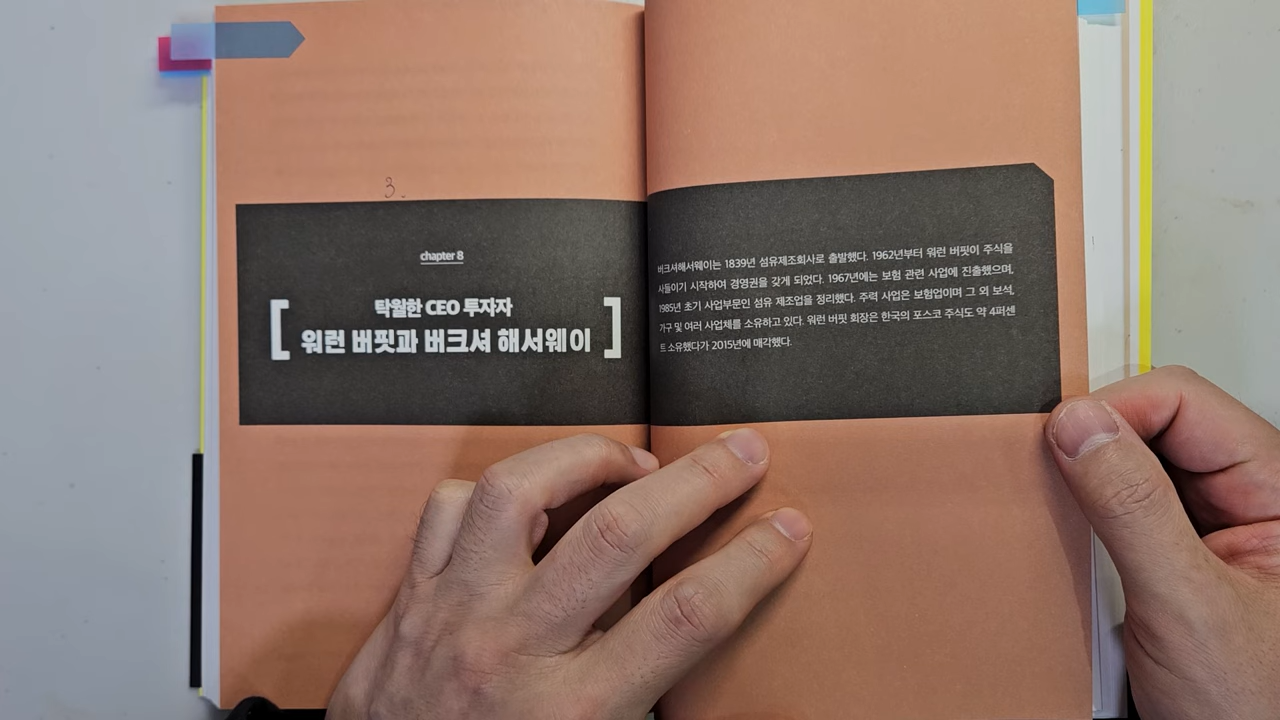 3.
chapter 8
탁월한 CEO 투자자
[워런 버핏과 버크셔 해서웨이]
버크셔해서웨이는 1839년 섬유제조회사로 출발했다. 1962년부터 워런 버핏이 주식을
사들이기 시작하여 경영권을 갖게 되었다. 1967년에는 보험 관련 사업에 진출했으며,
1985년 초기 사업부문인 섬유 제조업을 정리했다. 주력 사업은 보험업이며 그 외 보석,
가구 및 여러 사업체를 소유하고 있다. 워런 버핏 회장은 한국의 포스코 주식도 약 4퍼센
트 소유했다가 2015년에 매각했다.